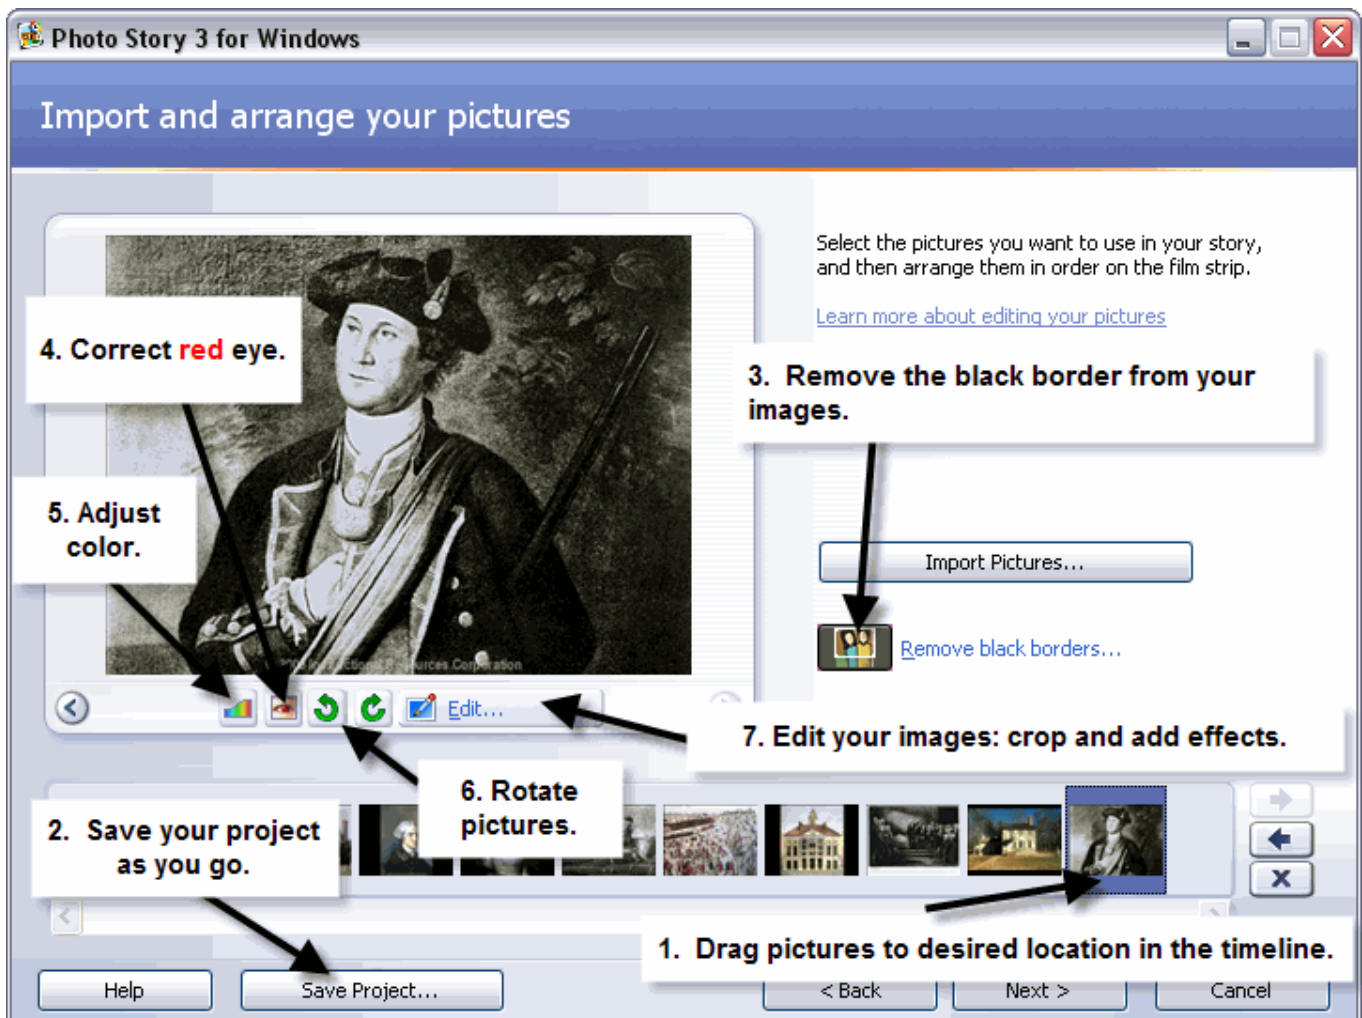 Photo Story 3 for Windows
Import and arrange your pictures
Select the pictures you want to use in your story,
and then arrange them in order on the film strip.
Learn more about editing your pictures
4. Correct red eye.
3. Remove the black border from your
images.
5. Adjust
color.
Import Pictures...
Remove black borders...
Resources Corporation
Edit...
7. Edit your images: crop and add effects.
6. Rotate
pictures.
2. Save your project
as you go.
1. Drag pictures to desired location in the timeline.
Help
Save Project...
< Back
Next >
Cancel